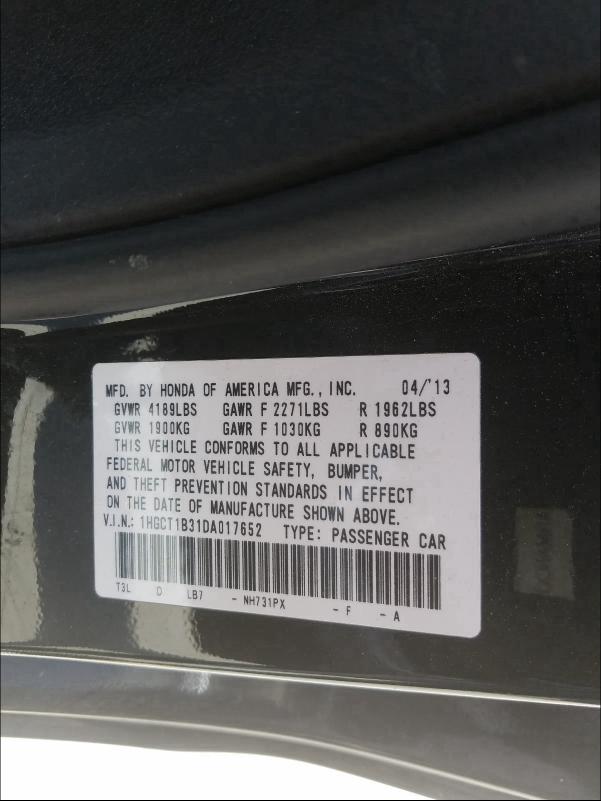 MFD. BY HONDA OF AMERICA MFG., INC. 04/'13
GVWR 4189LBS GAWR F 2271LBS R 1962LBS
GVWR 1900KG GAWR F 1030KG R 890KG
THIS VEHICLE CONFORMS TO ALL APPLICABLE
FEDERAL MOTOR VEHICLE SAFETY, BUMPER,
AND THEFT PREVENTION STANDARDS IN EFFECT
ON THE DATE OF MANUFACTURE SHOWN ABOVE.
V.I.N.: 1HGCT1B31DA017652 TYPE: PASSENGER CAR
T3L D LB7 - NH731PX - F - A